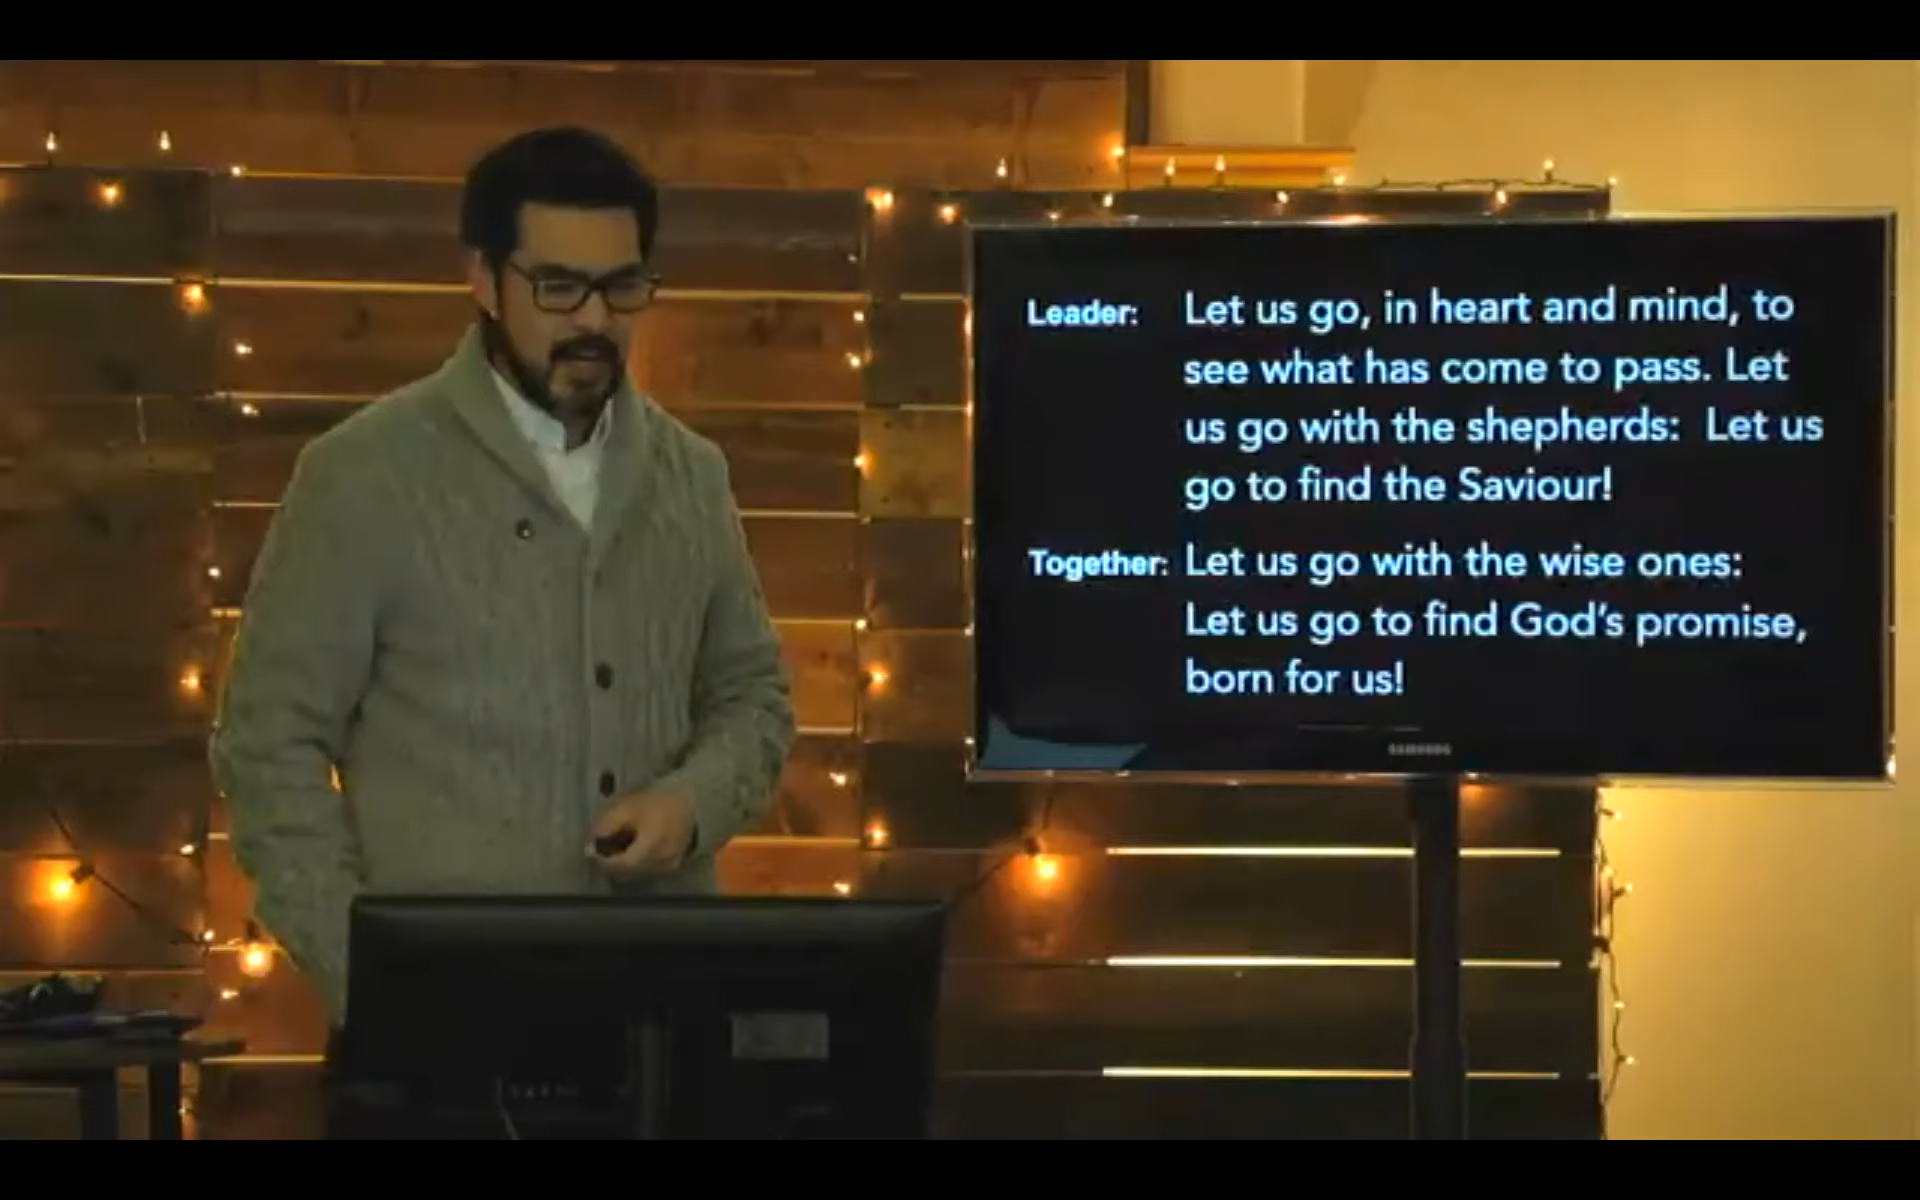 Leader: Let us go, in heart and mind, to
see what has come to pass. Let
us go with the shepherds: Let us
go to find the Saviour!
Together: Let us go with the wise ones:
Let us go to find God's promise,
born for us!
SAMSUNG